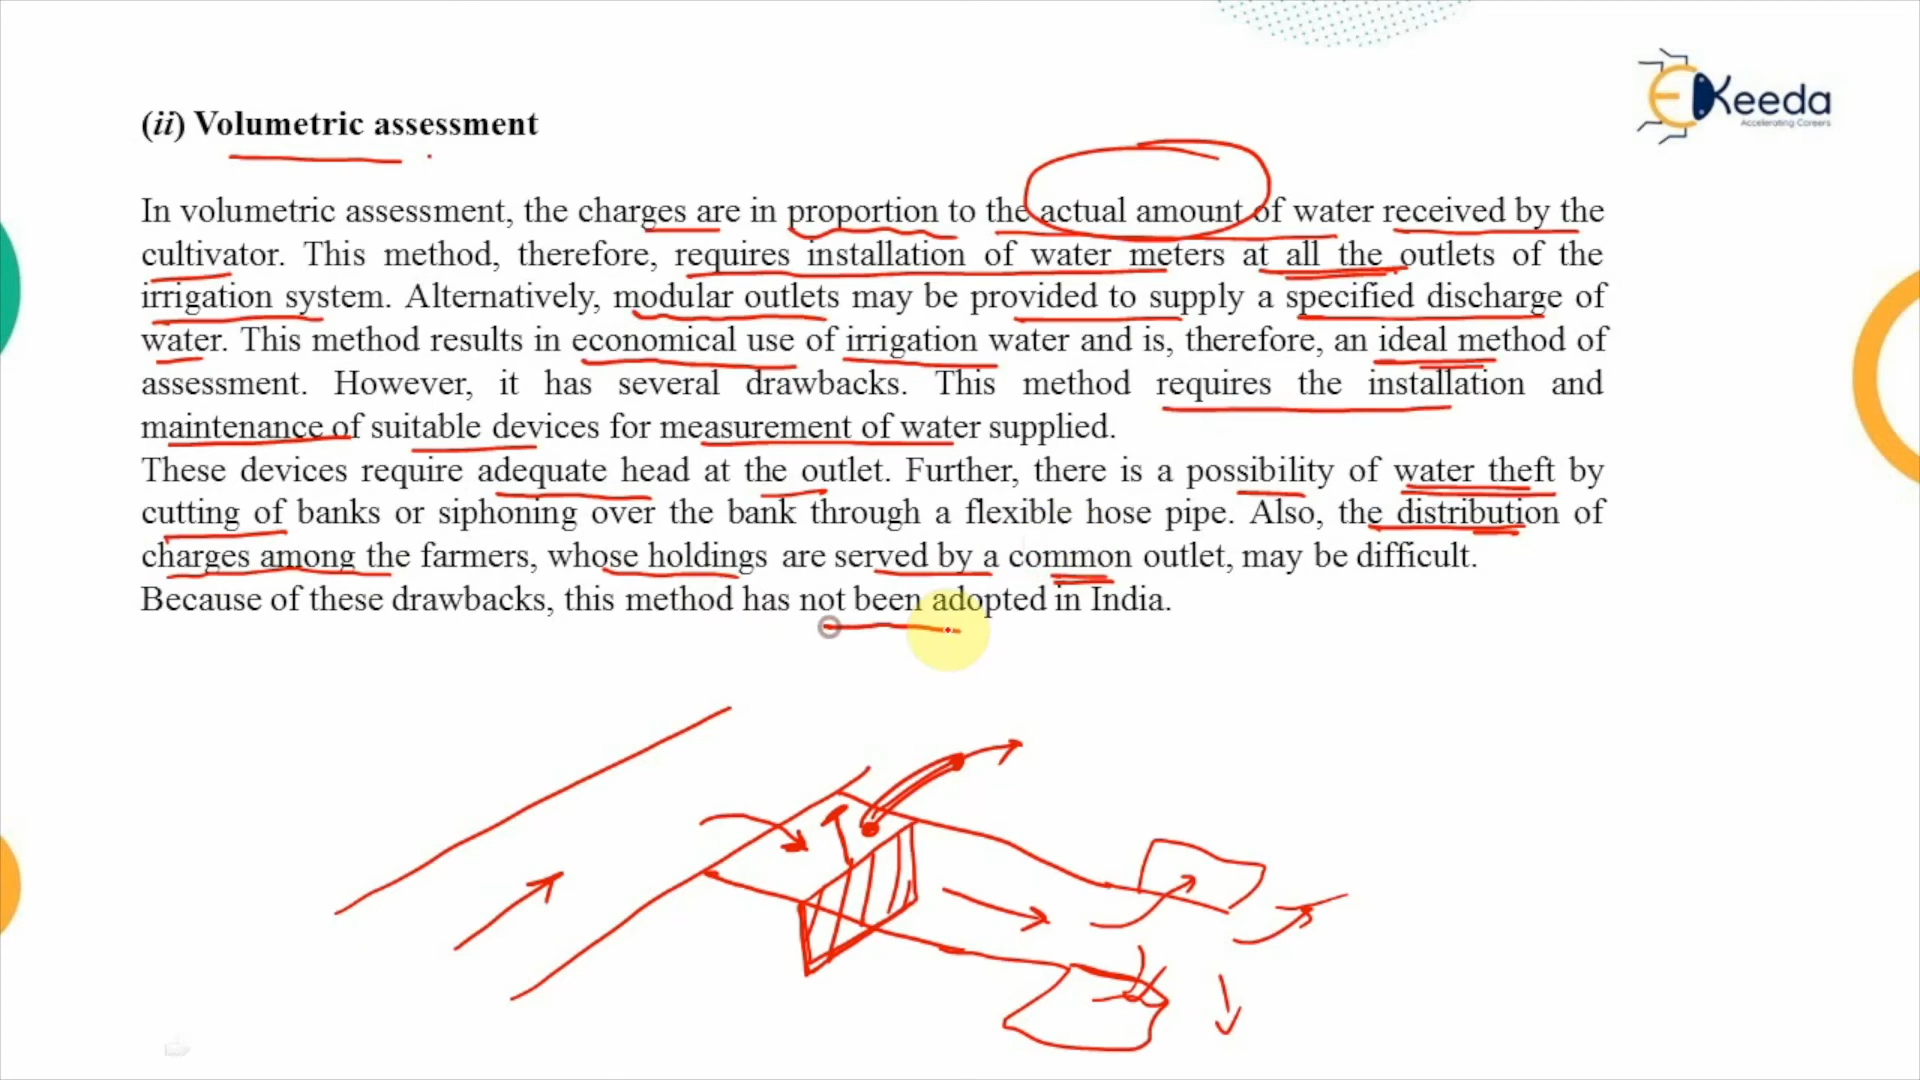 (ii) Volumetric assessment
Keeda
Accelerating Careers
In volumetric assessment, the charges are in proportion to the actual amount of water received by the
cultivator. This method, therefore, requires installation of water meters at all the outlets of the
irrigation system. Alternatively, modular outlets may be provided to supply a specified discharge of
water. This method results in economical use of irrigation water and is, therefore, an ideal method of
assessment. However, it has several drawbacks. This method requires the installation and
maintenance of suitable devices for measurement of water supplied.
These devices require adequate head at the outlet. Further, there is a possibility of water theft by
cutting of banks or siphoning over the bank through a flexible hose pipe. Also, the distribution of
charges among the farmers, whose holdings are served by a common outlet, may be difficult.
Because of these drawbacks, this method has not been adopted in India.